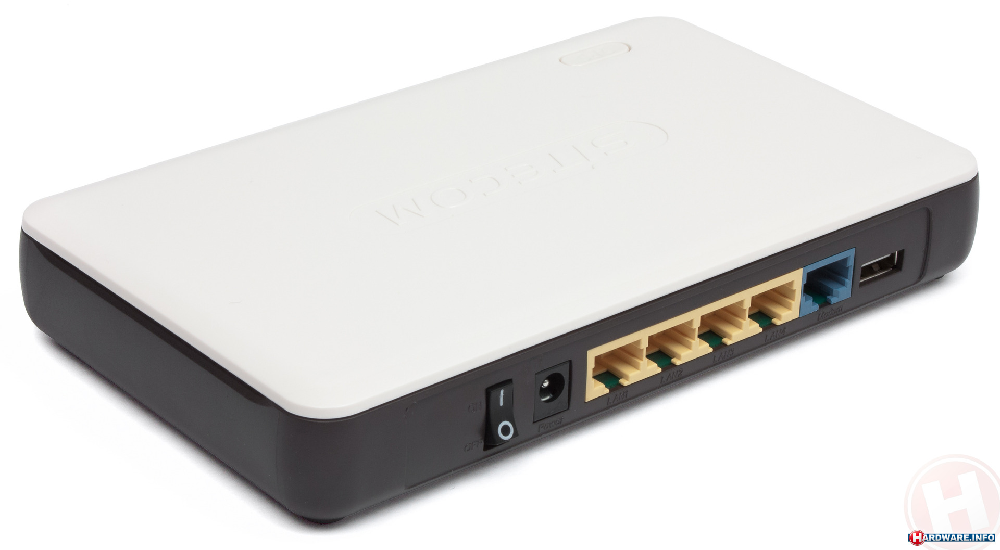 SITECOM
ON
OFF
Power
LAN1
LAN2
LAN3
LAN4
Modem
HARDWARE.INFO